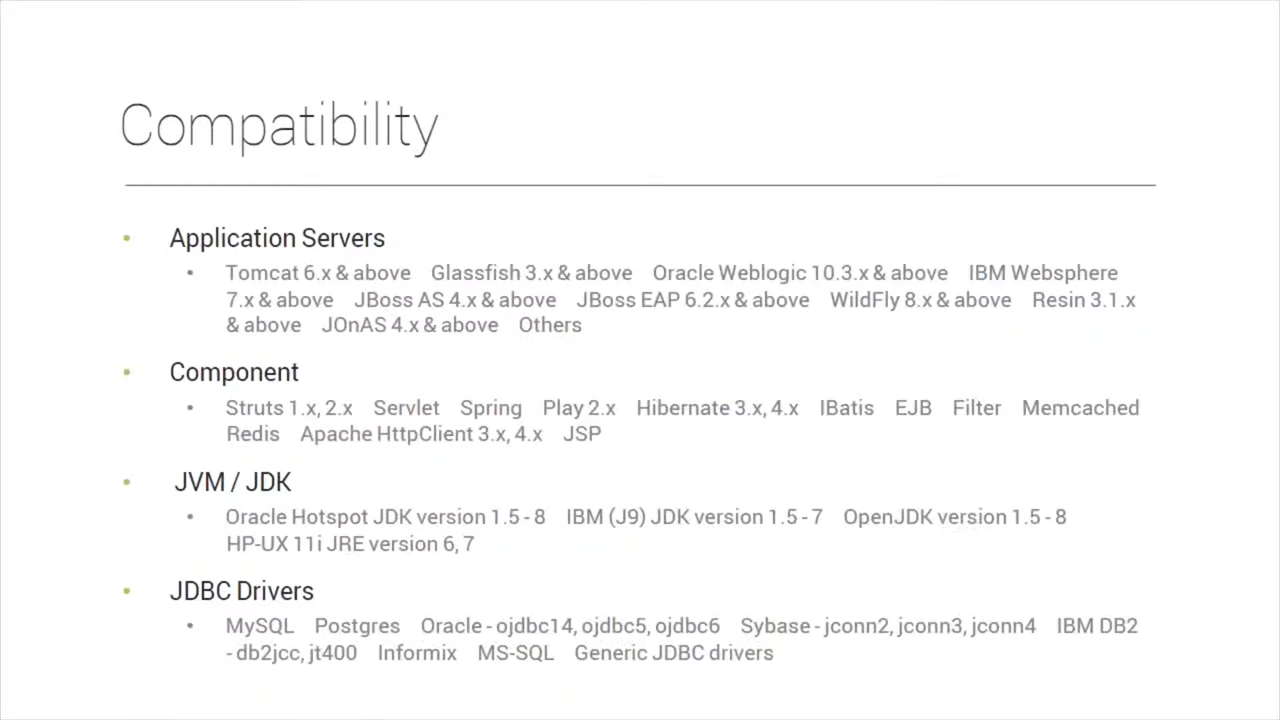 Compatibility
• Application Servers
• Tomcat 6.x & above Glassfish 3.x & above Oracle Weblogic 10.3.x & above IBM Websphere
7.x & above JBoss AS 4.x & above JBoss EAP 6.2.x & above WildFly 8.x & above Resin 3.1.x
& above JOnAS 4.x & above Others
• Component
• Struts 1.x, 2.x Servlet Spring Play 2.x Hibernate 3.x, 4.x IBatis EJB Filter Memcached
Redis Apache HttpClient 3.x, 4.x JSP
• JVM / JDK
• Oracle Hotspot JDK version 1.5 - 8 IBM (J9) JDK version 1.5 - 7 OpenJDK version 1.5 - 8
HP-UX 11i JRE version 6, 7
• JDBC Drivers
• MySQL Postgres Oracle - ojdbc14, ojdbc5, ojdbc6 Sybase - jconn2, jconn3, jconn4 IBM DB2
- db2jcc, jt400 Informix MS-SQL Generic JDBC drivers